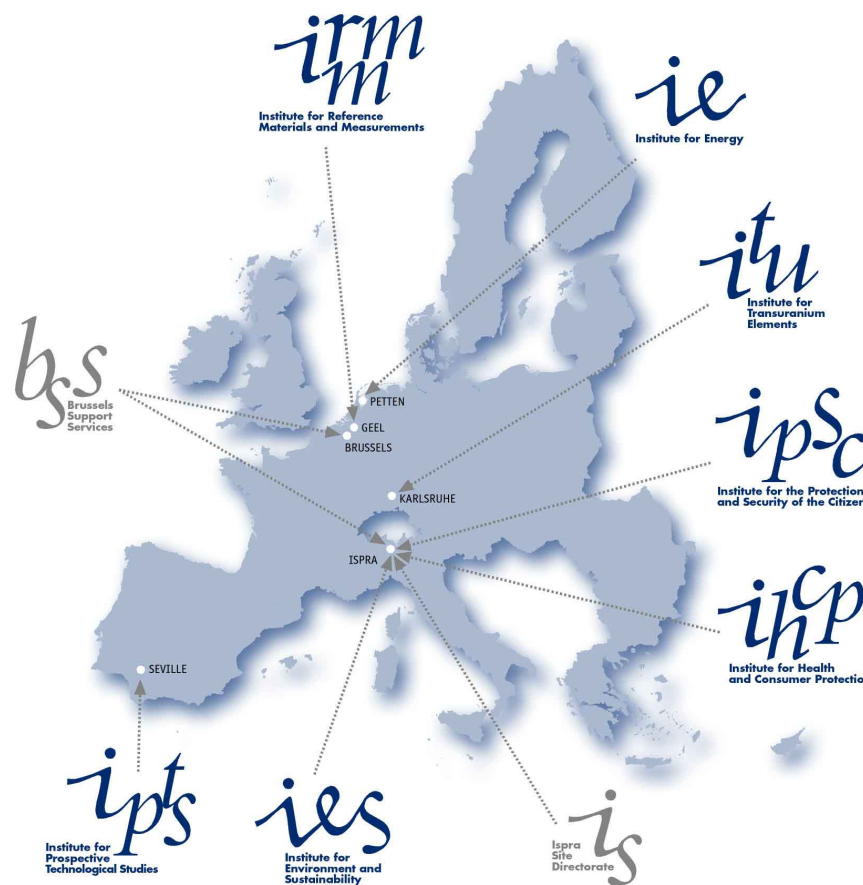 irmm
Institute for Reference
Materials and Measurements
ie
Institute for Energy
itu
Institute for
Transuranium
Elements
bss
Brussels
Support
Services
PETTEN
GEEL
BRUSSELS
KARLSRUHE
ISPRA
SEVILLE
ipsc
Institute for the Protection
and Security of the Citizen
ihcp
Institute for Health
and Consumer Protection
ipts
Institute for
Prospective
Technological Studies
ies
Institute for
Environment and
Sustainability
is
Ispra
Site
Directorate